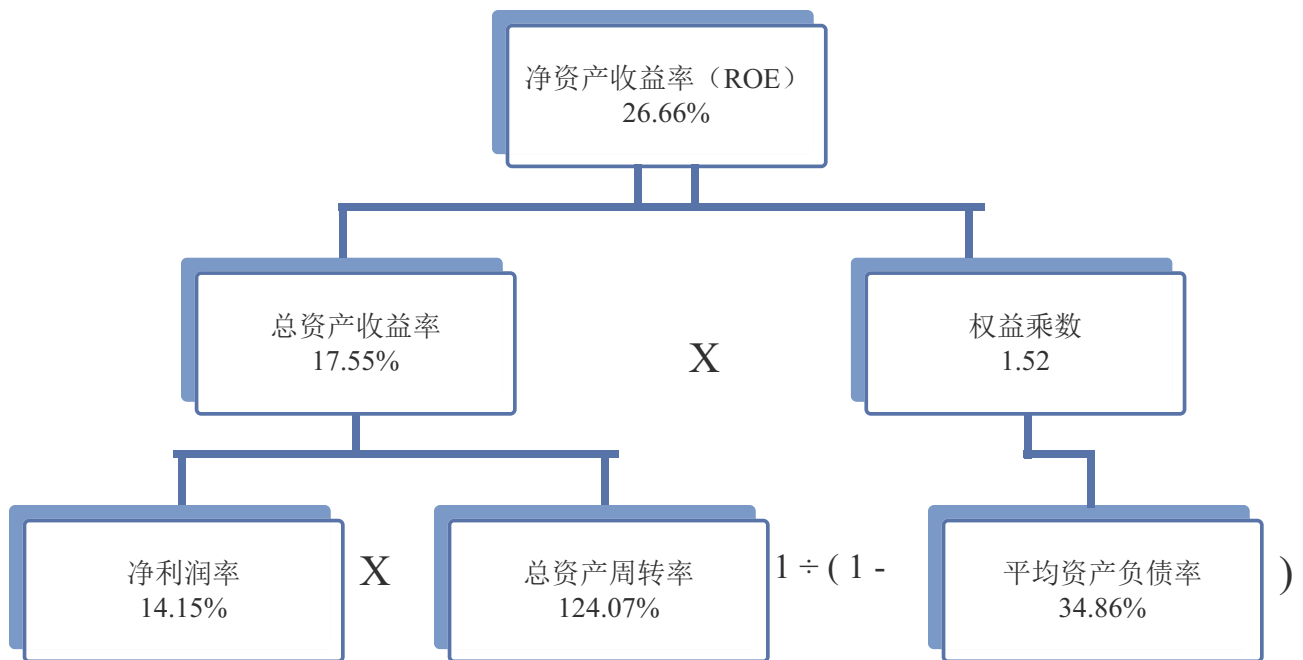 净资产收益率（ROE）
26.66%
总资产收益率
17.55%
X
权益乘数
1.52
净利润率
14.15%
X
总资产周转率
124.07%
1 ÷ ( 1 -
平均资产负债率
34.86%
)